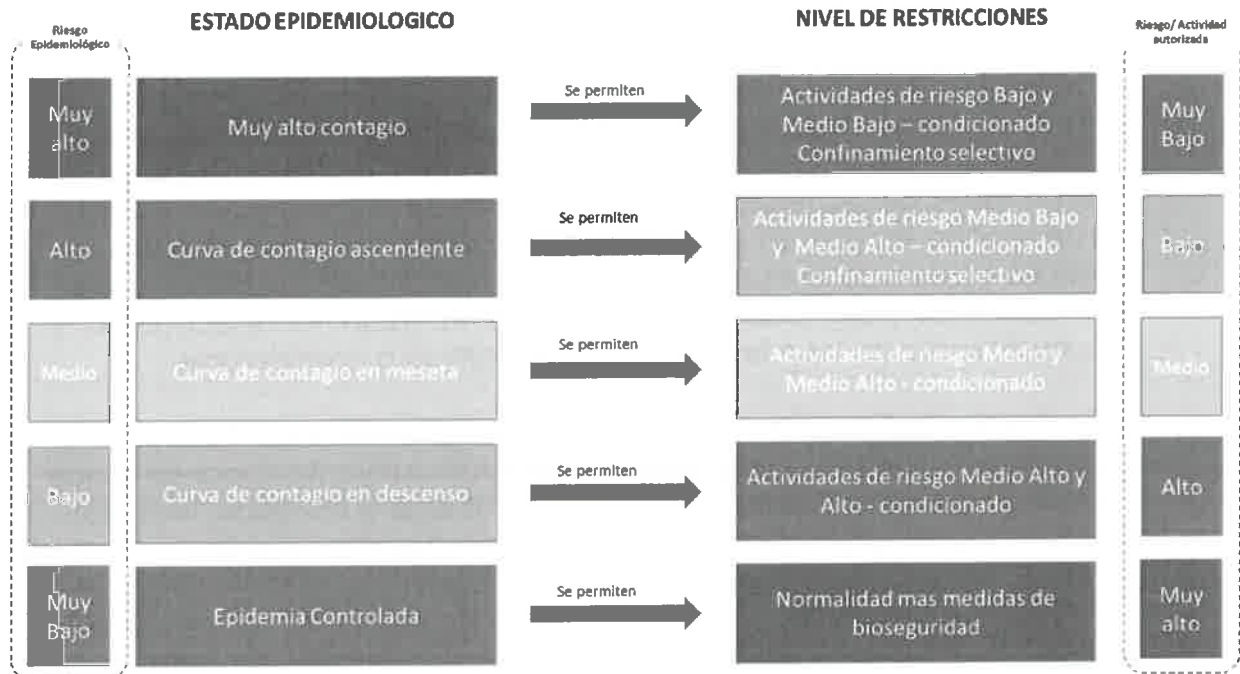 ESTADO EPIDEMIOLOGICO
NIVEL DE RESTRICCIONES
Riesgo
Epidemiológico
Riesgo/ Actividad
autorizada
Muy
alto
Muy alto contagio
Se permiten
Actividades de riesgo Bajo y
Medio Bajo – condicionado
Confinamiento selectivo
Muy
Bajo
Alto
Curva de contagio ascendente
Se permiten
Actividades de riesgo Medio Bajo
y Medio Alto – condicionado
Confinamiento selectivo
Bajo
Medio
Curva de contagio en meseta
Se permiten
Actividades de riesgo Medio y
Medio Alto - condicionado
Medio
Bajo
Curva de contagio en descenso
Se permiten
Actividades de riesgo Medio Alto y
Alto - condicionado
Alto
Muy
Bajo
Epidemia Controlada
Se permiten
Normalidad mas medidas de
bioseguridad
Muy
alto